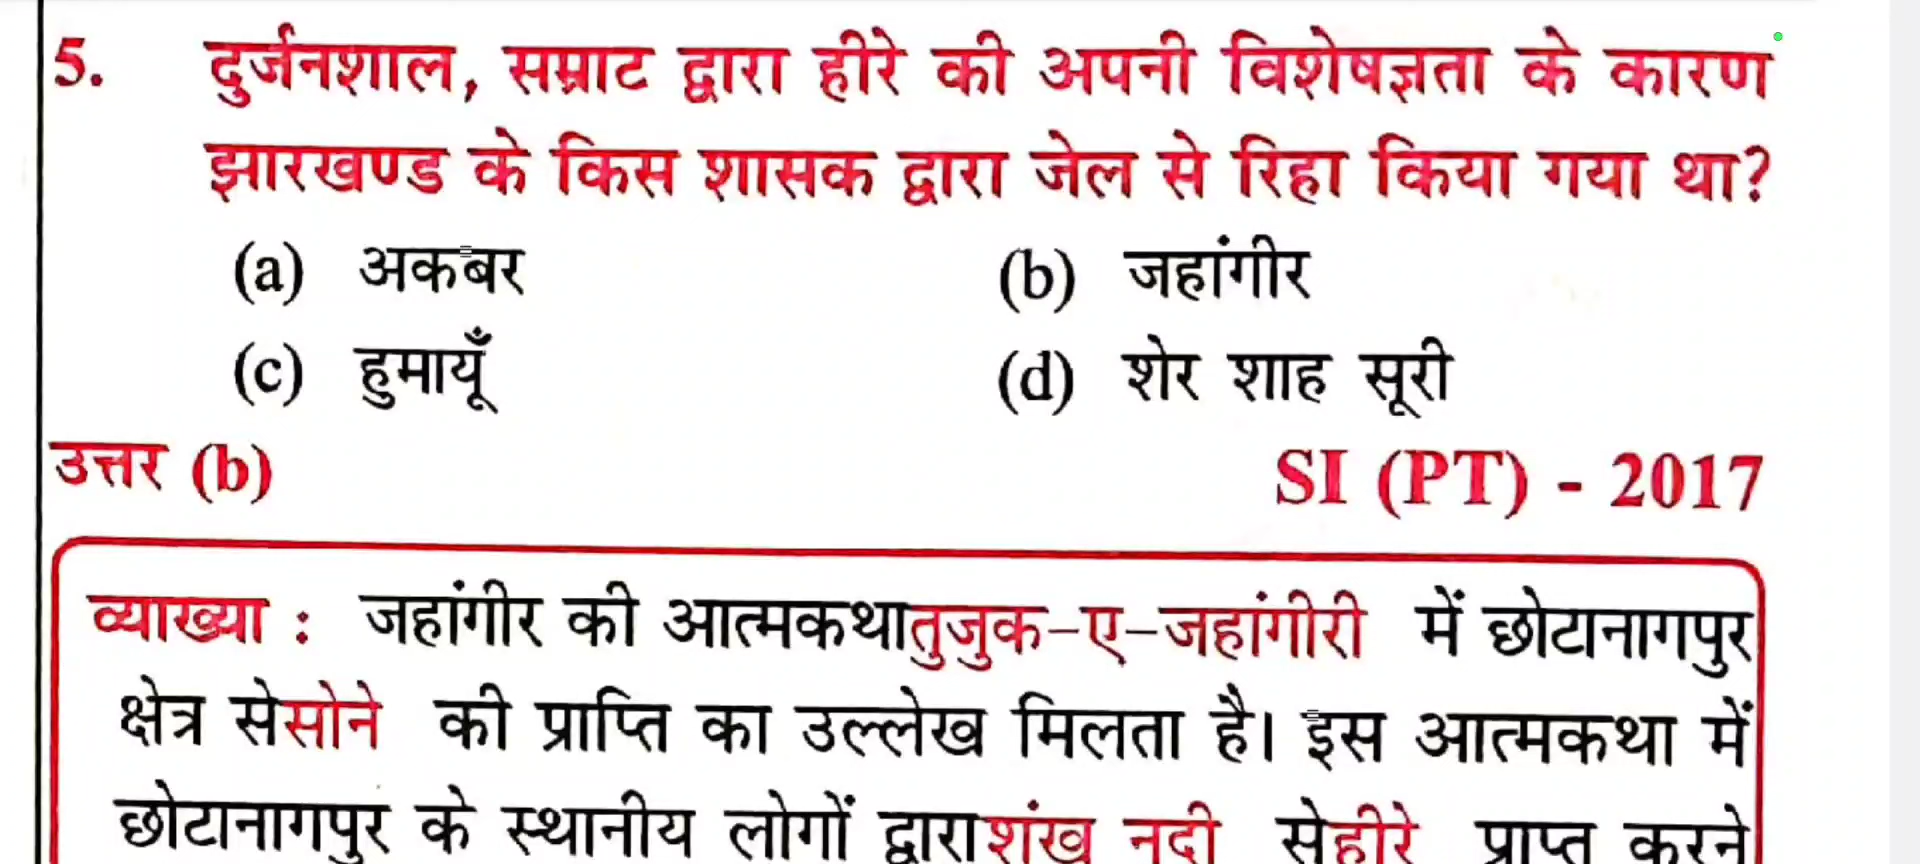 5. दुर्जनशाल, सम्राट द्वारा हीरे की अपनी विशेषज्ञता के कारण
झारखण्ड के किस शासक द्वारा जेल से रिहा किया गया था?
(a) अकबर (b) जहांगीर
(c) हुमायूँ (d) शेर शाह सूरी
उत्तर (b) SI (PT) - 2017
व्याख्या : जहांगीर की आत्मकथातुजुक-ए-जहांगीरी में छोटानागपुर
क्षेत्र सेसोने की प्राप्ति का उल्लेख मिलता है। इस आत्मकथा में
छोटानागपुर के स्थानीय लोगों द्वाराशंख नदी सेहीरे प्राप्त करने